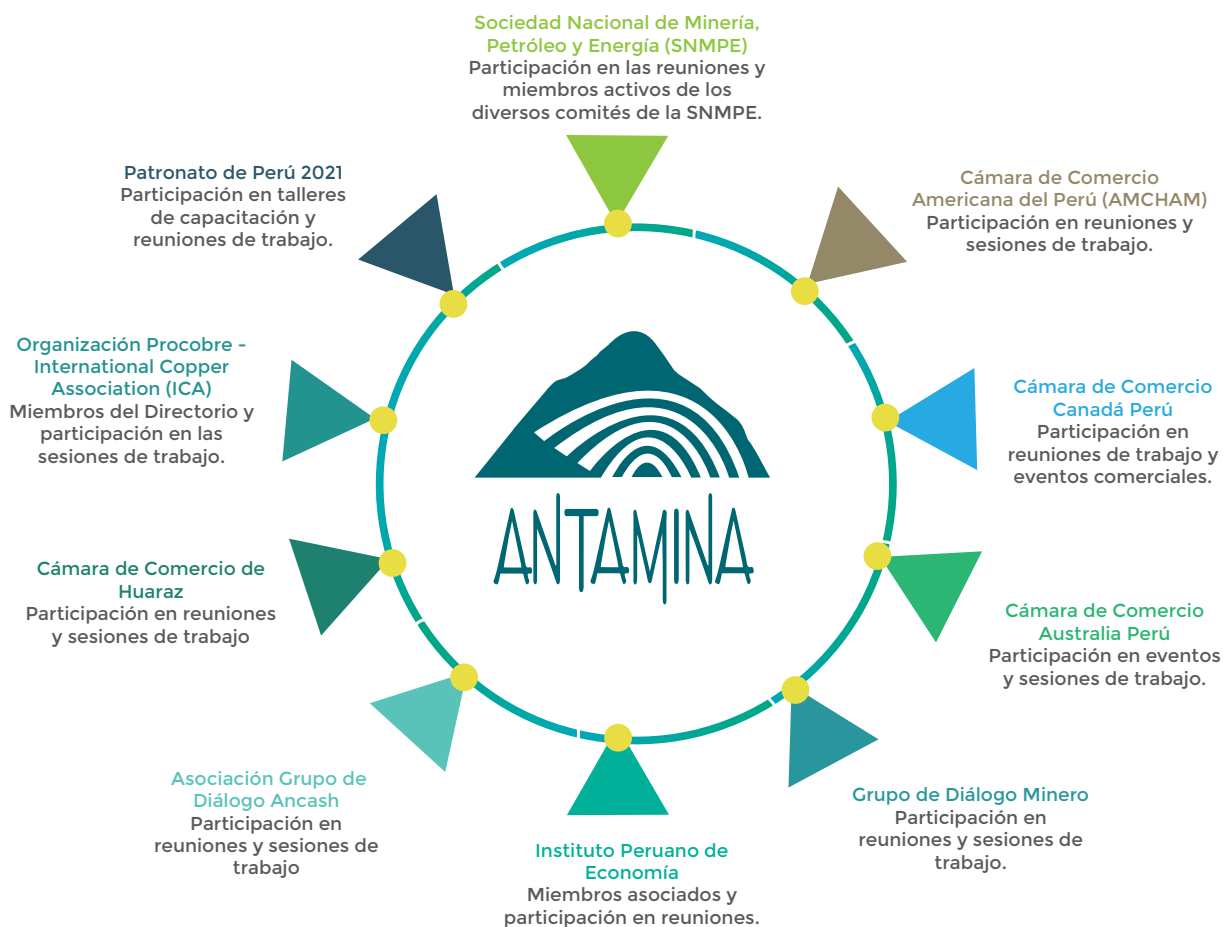 Sociedad Nacional de Minería,
Petróleo y Energía (SNMPE)
Participación en las reuniones y
miembros activos de los
diversos comités de la SNMPE.
Cámara de Comercio
Americana del Perú (AMCHAM)
Participación en reuniones y
sesiones de trabajo.
Cámara de Comercio
Canadá Perú
Participación en
reuniones de trabajo y
eventos comerciales.
Cámara de Comercio
Australia Perú
Participación en eventos
y sesiones de trabajo.
Grupo de Diálogo Minero
Participación en
reuniones y sesiones de
trabajo.
Instituto Peruano de
Economía
Miembros asociados y
participación en reuniones.
Asociación Grupo de
Diálogo Ancash
Participación en
reuniones y sesiones de
trabajo
Cámara de Comercio de
Huaraz
Participación en reuniones
y sesiones de trabajo
Organización Procobre -
International Copper
Association (ICA)
Miembros del Directorio y
participación en las
sesiones de trabajo.
Patronato de Perú 2021
Participación en talleres
de capacitación y
reuniones de trabajo.
ANTAMINA